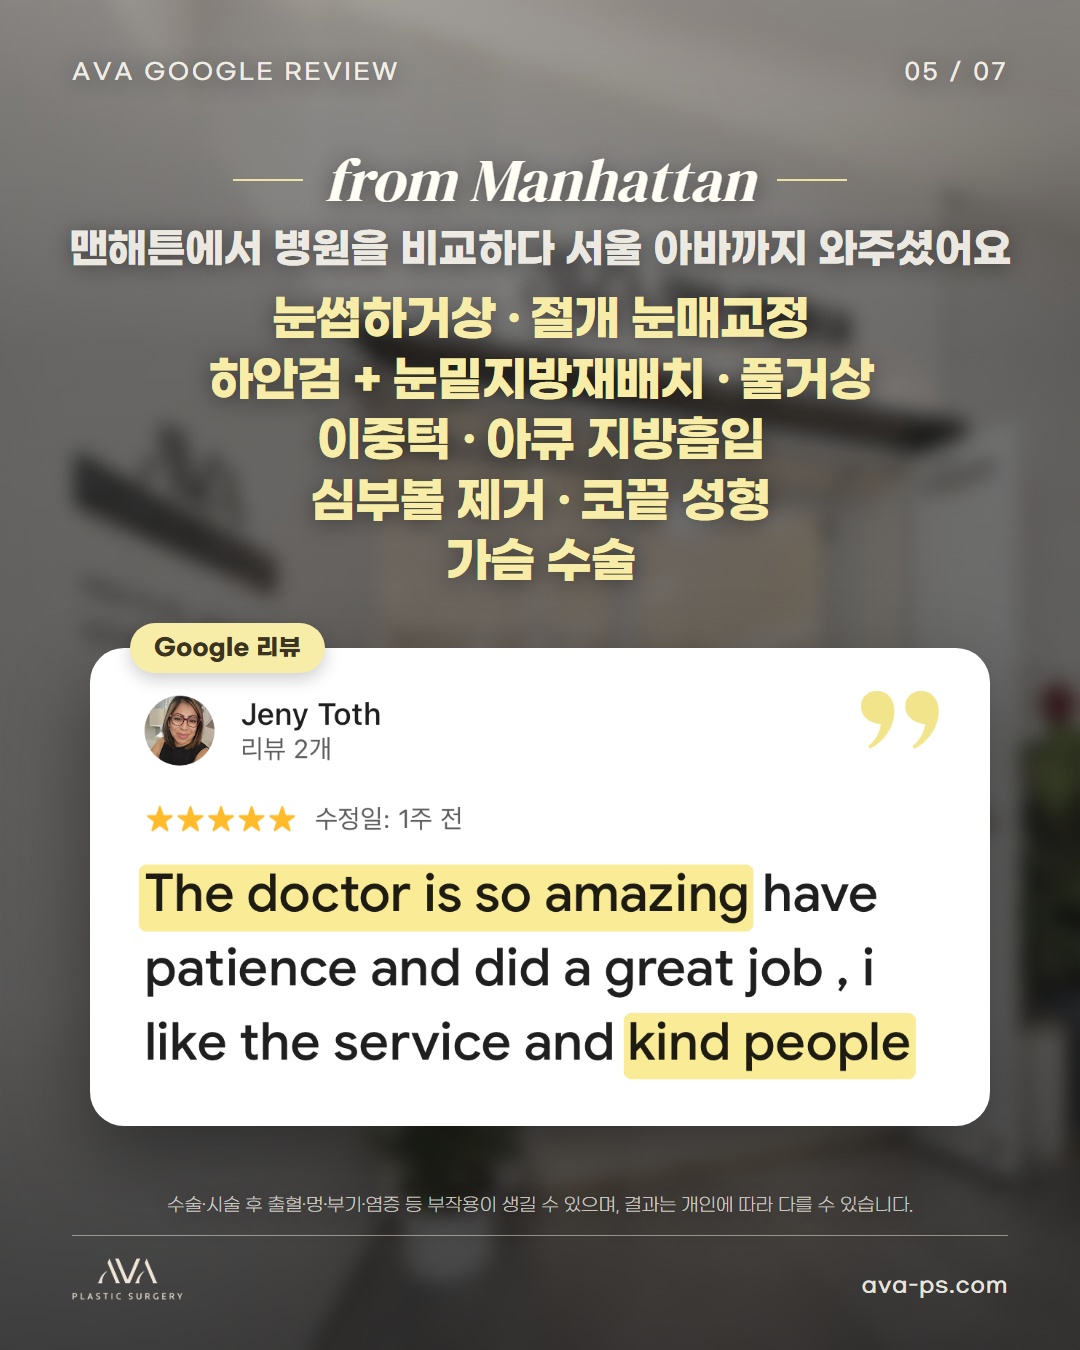 AVA GOOGLE REVIEW
05 / 07
from Manhattan
맨해튼에서 병원을 비교하다 서울 아바까지 와주셨어요
눈썹하거상 · 절개 눈매교정
하안검 + 눈밑지방재배치 · 풀거상
이중턱 · 아큐 지방흡입
심부볼 제거 · 코끝 성형
가슴 수술
Google 리뷰
Jeny Toth
리뷰 2개
수정일: 1주 전
The doctor is so amazing have
patience and did a great job , i
like the service and kind people
수술·시술 후 출혈·멍·부기·염증 등 부작용이 생길 수 있으며, 결과는 개인에 따라 다를 수 있습니다.
AVA
PLASTIC SURGERY
ava-ps.com